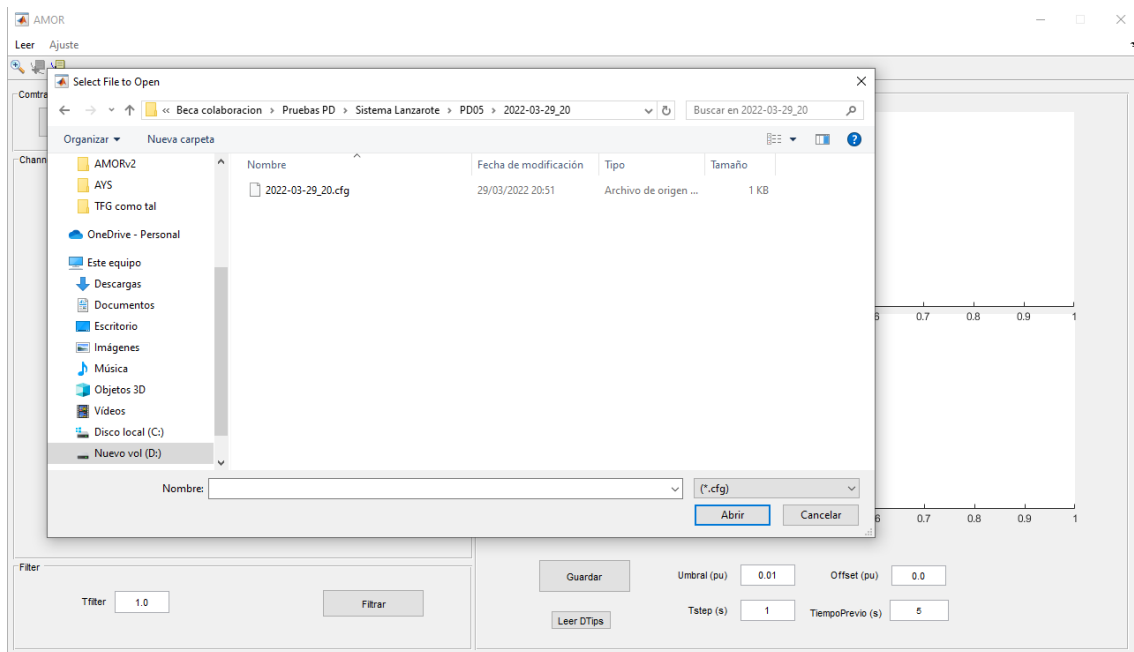 AMOR
Leer Ajuste
Select File to Open
Comtra
« Beca colaboracion > Pruebas PD > Sistema Lanzarote > PD05 > 2022-03-29_20
Buscar en 2022-03-29_20
Organizar Nueva carpeta
Chann
AMORv2
AYS
TFG como tal
OneDrive - Personal
Este equipo
Descargas
Documentos
Escritorio
Imágenes
Música
Objetos 3D
Vídeos
Disco local (C:)
Nuevo vol (D:)
Nombre Fecha de modificación Tipo Tamaño
2022-03-29_20.cfg 29/03/2022 20:51 Archivo de origen ... 1 KB
6 0.7 0.8 0.9 1
Nombre: (*.cfg)
Abrir Cancelar
6 0.7 0.8 0.9 1
Filter
Tfilter 1.0 Filtrar
Guardar Umbral (pu) 0.01 Offset (pu) 0.0
Leer DTips Tstep (s) 1 TiempoPrevio (s) 5